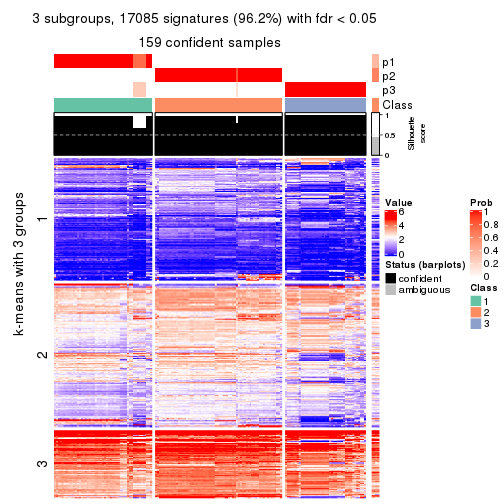 3 subgroups, 17085 signatures (96.2%) with fdr < 0.05
159 confident samples
p1
p2
p3
Class
1
0.5
0
Silhouette
score
k-means with 3 groups
1
2
3
Value
6
4
2
0
Status (barplots)
confident
ambiguous
Prob
1
0.8
0.6
0.4
0.2
0
Class
1
2
3